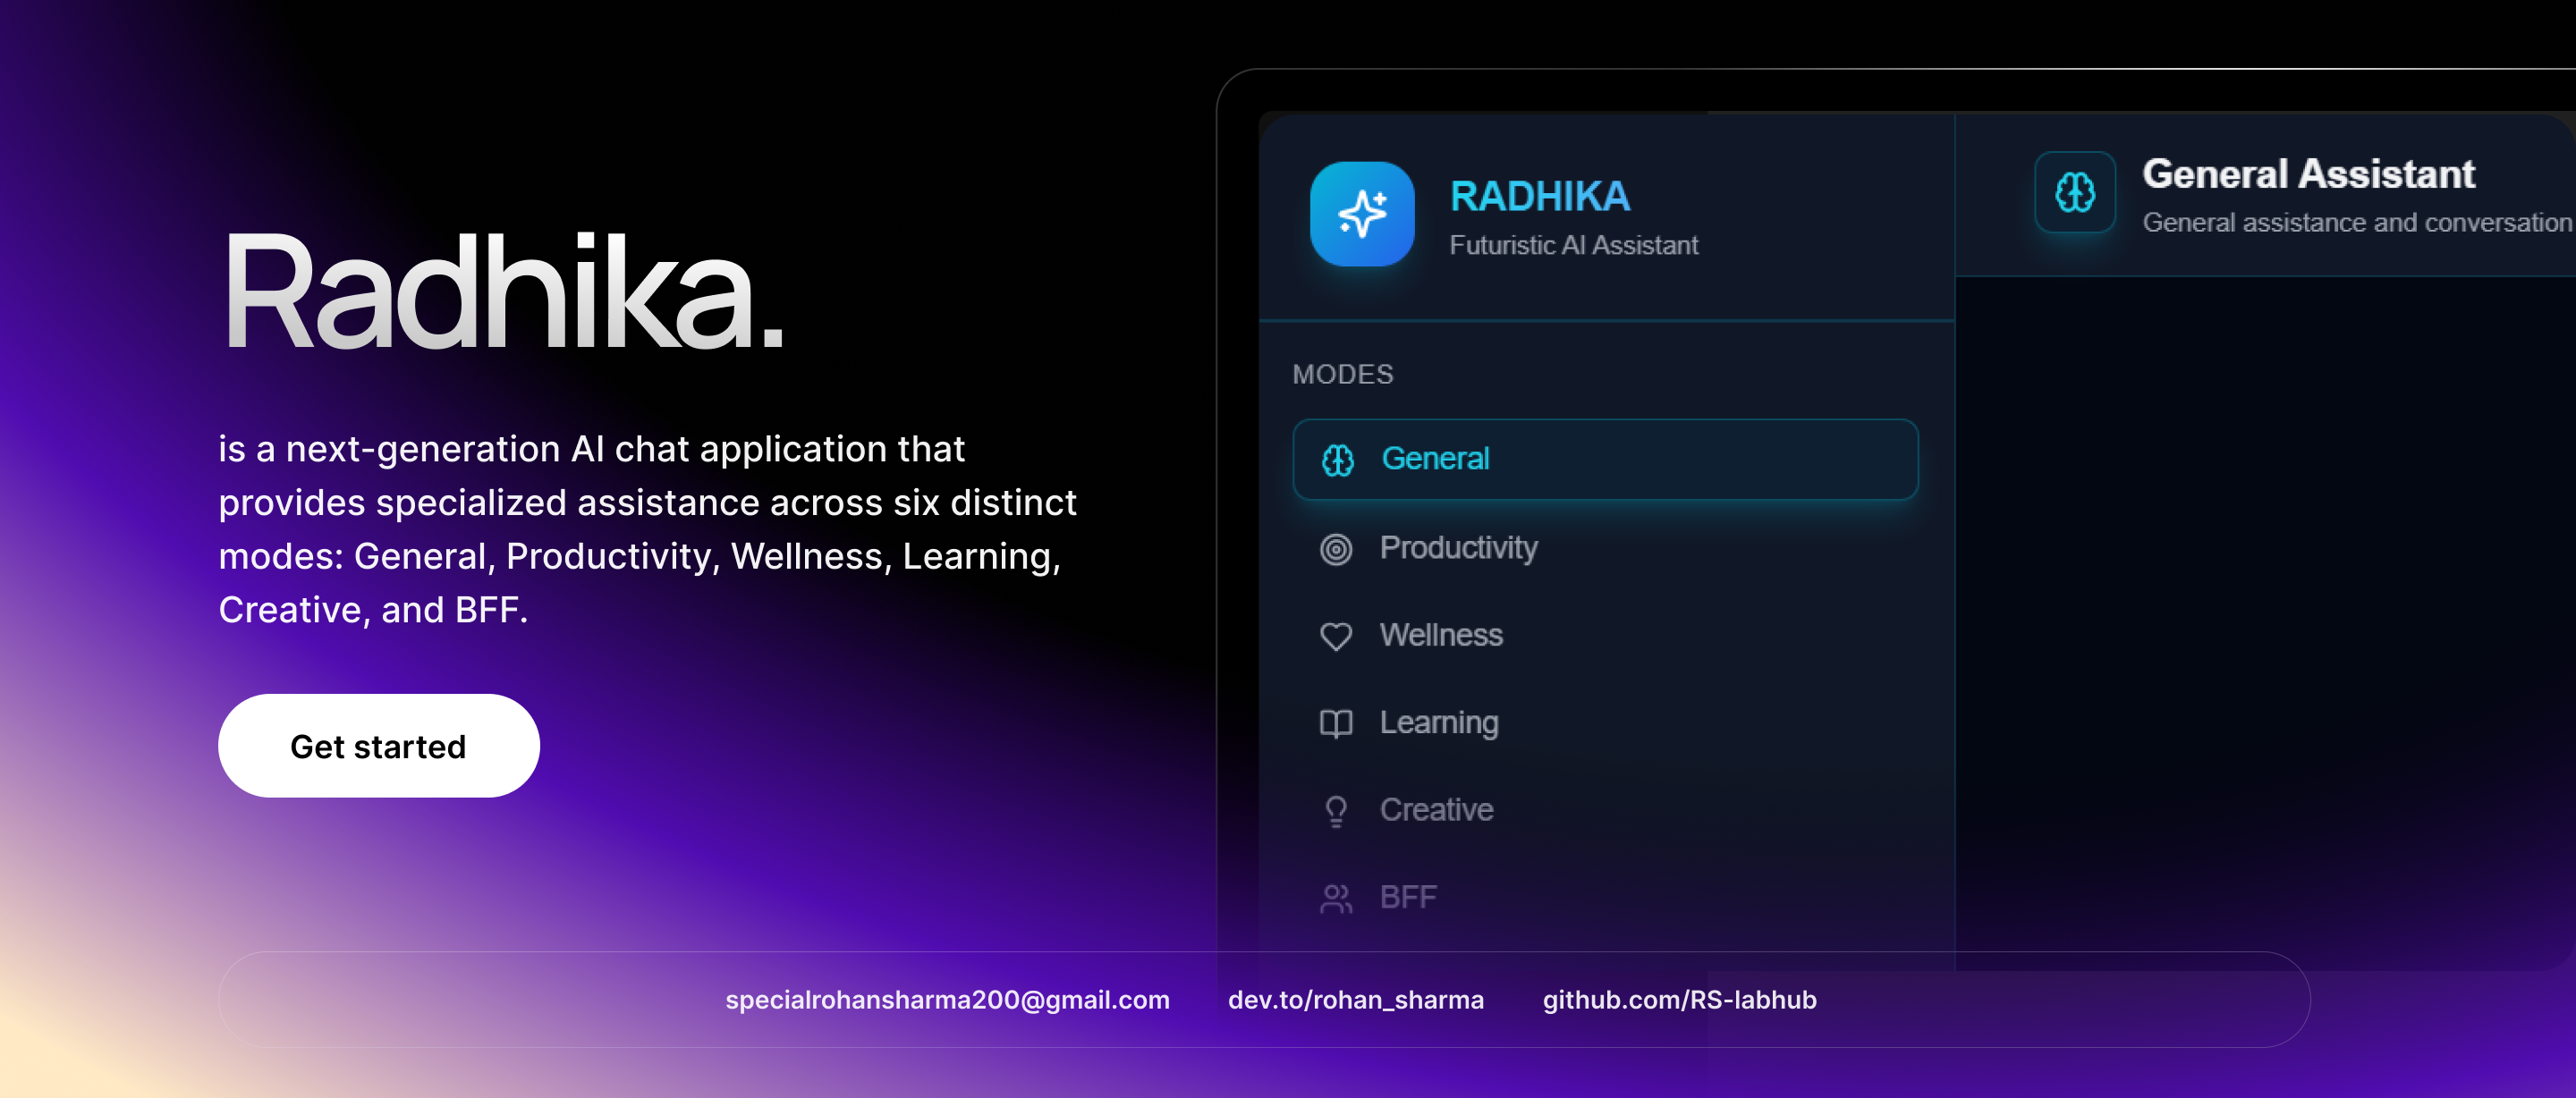 Radhika.
is a next-generation AI chat application that
provides specialized assistance across six distinct
modes: General, Productivity, Wellness, Learning,
Creative, and BFF.
Get started
RADHIKA
Futuristic AI Assistant
MODES
General
Productivity
Wellness
Learning
Creative
BFF
General Assistant
General assistance and conversation
specialrohansharma200@gmail.com
dev.to/rohan_sharma
github.com/RS-labhub